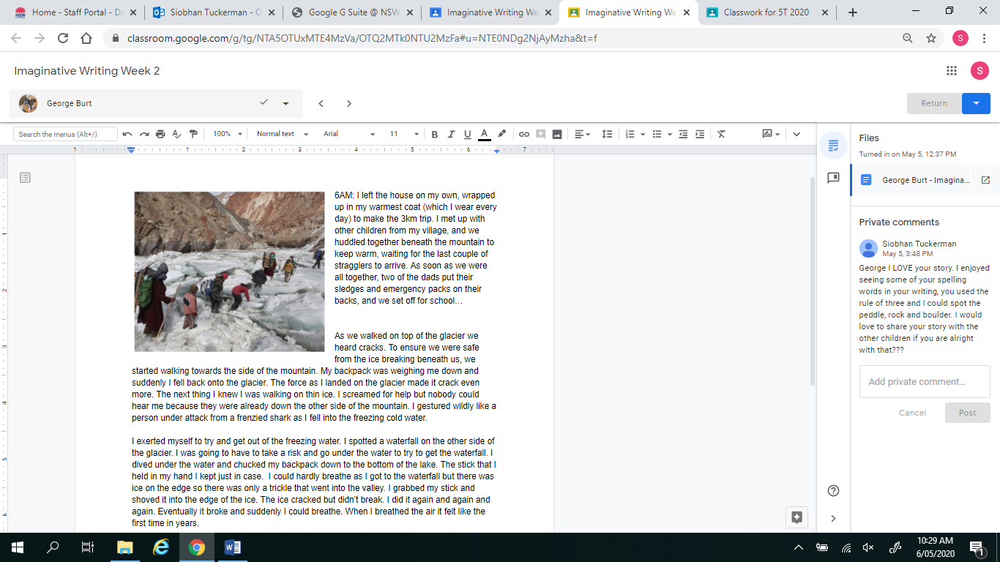 Home - Staff Portal - De
Siobhan Tuckerman - O
Google G Suite @ NSW
Imaginative Writing We
Imaginative Writing We
Classwork for 5T 2020
classroom.google.com/g/tg/NTA5OTUxMTE4MzVa/OTQ2MTk0NTU2MzFa#u=NTE0NDg2NjAyMzha&t=f
S
Imaginative Writing Week 2
S
George Burt
Return
Search the menus (Alt+/)
100%
Normal text
Arial
11
B I U A
1 1 2 3 4 5 6 7
6AM: I left the house on my own, wrapped
up in my warmest coat (which I wear every
day) to make the 3km trip. I met up with
other children from my village, and we
huddled together beneath the mountain to
keep warm, waiting for the last couple of
stragglers to arrive. As soon as we were
all together, two of the dads put their
sledges and emergency packs on their
backs, and we set off for school…
As we walked on top of the glacier we
heard cracks. To ensure we were safe
from the ice breaking beneath us, we
started walking towards the side of the mountain. My backpack was weighing me down and
suddenly I fell back onto the glacier. The force as I landed on the glacier made it crack even
more. The next thing I knew I was walking on thin ice. I screamed for help but nobody could
hear me because they were already down the other side of the mountain. I gestured wildly like a
person under attack from a frenzied shark as I fell into the freezing cold water.
I exerted myself to try and get out of the freezing water. I spotted a waterfall on the other side of
the glacier. I was going to have to take a risk and go under the water to try to get the waterfall. I
dived under the water and chucked my backpack down to the bottom of the lake. The stick that I
held in my hand I kept just in case.  I could hardly breathe as I got to the waterfall but there was
ice on the edge so there was only a trickle that went into the valley. I grabbed my stick and
shoved it into the edge of the ice. The ice cracked but didn't break. I did it again and again and
again. Eventually it broke and suddenly I could breathe. When I breathed the air it felt like the
first time in years.
1
2
3
4
5
6
Files
Turned in on May 5, 12:37 PM
George Burt - Imagina...
Private comments
Siobhan Tuckerman
May 5, 3:48 PM
George I LOVE your story. I enjoyed
seeing some of your spelling
words in your writing, you used the
rule of three and I could spot the
peddle, rock and boulder. I would
love to share your story with the
other children if you are alright
with that???
Add private comment…
Cancel
Post
10:29 AM
6/05/2020
1